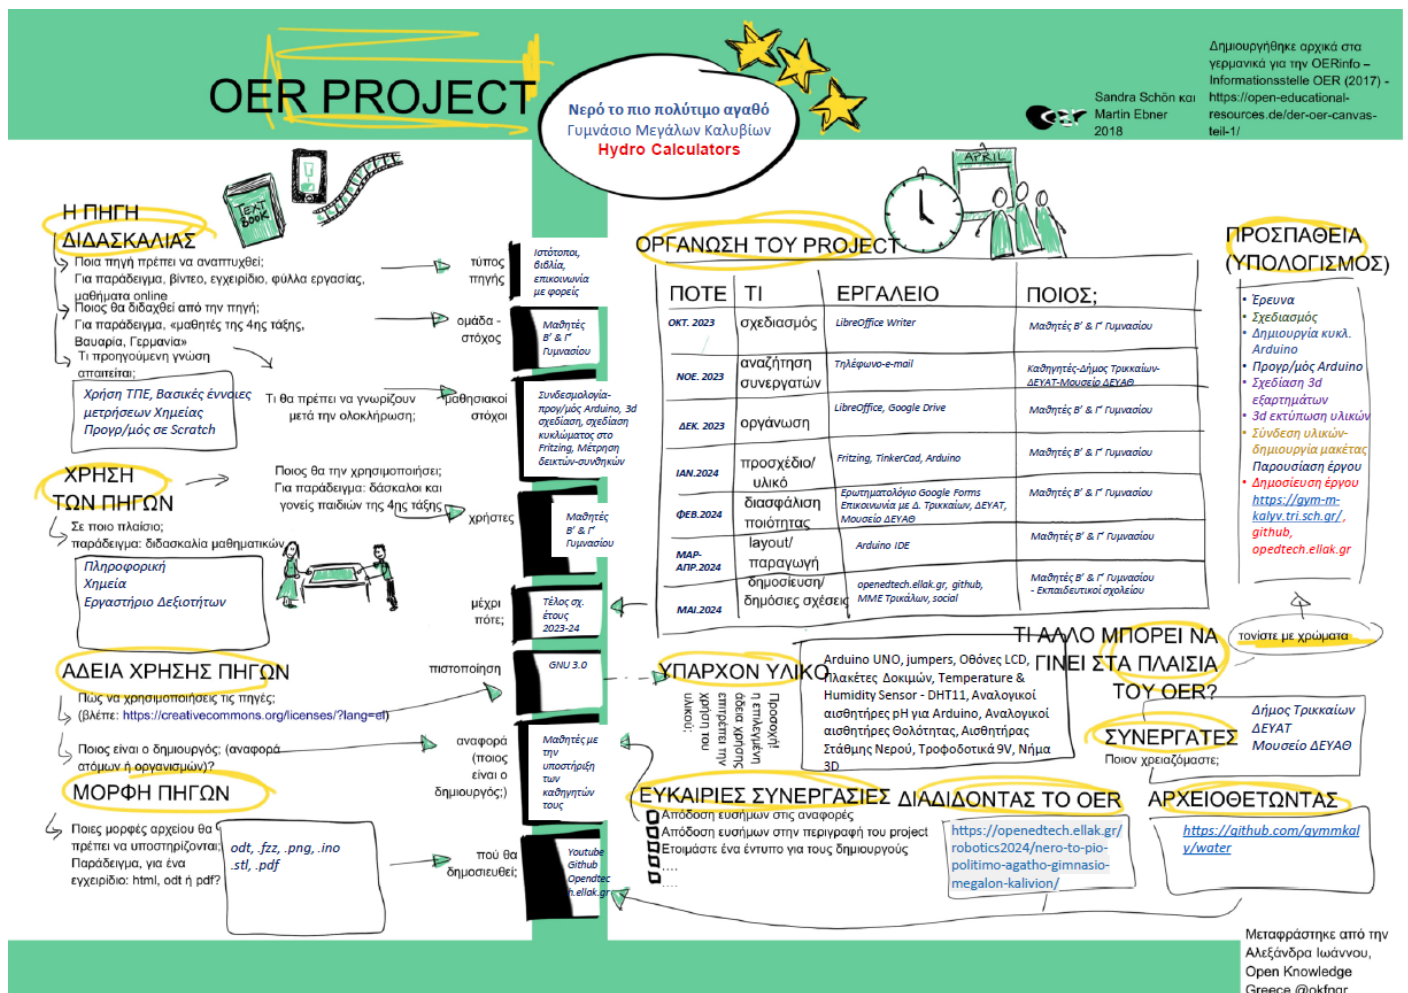 OER PROJECT
Νερό το πιο πολύτιμο αγαθό
Γυμνάσιο Μεγάλων Καλυβίων
Hydro Calculators
oer
Sandra Schön και
Martin Ebner
2018
Δημιουργήθηκε αρχικά στα
γερμανικά για την OERinfo –
Informationsstelle OER (2017) -
https://open-educational-
resources.de/der-oer-canvas-
teil-1/
TEXT
BOOK
APRIL
Η ΠΗΓΗ
ΔΙΔΑΣΚΑΛΙΑΣ
Ποια πηγή πρέπει να αναπτυχθεί;
Για παράδειγμα, βίντεο, εγχειρίδιο, φύλλα εργασίας,
μαθήματα online
Ποιος θα διδαχθεί από την πηγή;
Για παράδειγμα, «μαθητές της 4ης τάξης,
Βαυαρία, Γερμανία»
Τι προηγούμενη γνώση
απαιτείται;
Χρήση ΤΠΕ, Βασικές έννοιες
μετρήσεων Χημείας
Προγρ/μός σε Scratch
Τι θα πρέπει να γνωρίζουν
μετά την ολοκλήρωση;
τύπος
πηγής
Ιστότοποι,
βιβλία,
επικοινωνία
με φορείς
ομάδα -
στόχος
Μαθητές
Β’ & Γ’
Γυμνασίου
μαθησιακοί
στόχοι
Συνδεσμολογία-
προγ/μός Arduino, 3d
σχεδίαση, σχεδίαση
κυκλώματος στο
Fritzing, Μέτρηση
δεικτών-συνθηκών
ΧΡΗΣΗ
ΤΩΝ ΠΗΓΩΝ
Ποιος θα την χρησιμοποιήσει;
Για παράδειγμα: δάσκαλοι και
γονείς παιδιών της 4ης τάξης
Σε ποιο πλαίσιο;
παράδειγμα: διδασκαλία μαθηματικών
Πληροφορική
Χημεία
Εργαστήριο Δεξιοτήτων
χρήστες
Μαθητές
Β’ & Γ’
Γυμνασίου
μέχρι
πότε;
Τέλος σχ.
έτους
2023-24
ΑΔΕΙΑ ΧΡΗΣΗΣ ΠΗΓΩΝ
Πώς να χρησιμοποιήσεις τις πηγές;
(βλέπε: https://creativecommons.org/licenses/?lang=el)
Ποιος είναι ο δημιουργός; (αναφορά
ατόμων ή οργανισμών)?
πιστοποίηση
GNU 3.0
αναφορά
(ποιος
είναι ο
δημιουργός;)
Μαθητές με
την
υποστήριξη
των
καθηγητών
τους
ΜΟΡΦΗ ΠΗΓΩΝ
Ποιες μορφές αρχείου θα
πρέπει να υποστηρίζονται;
Παράδειγμα, για ένα
εγχειρίδιο: html, odt ή pdf?
odt, .fzz, .png, .ino
.stl, .pdf
πού θα
δημοσιευθεί;
Youtube
Github
Opendtec
h.ellak.gr
ΟΡΓΑΝΩΣΗ ΤΟΥ PROJECT
ΠΟΤΕ ΤΙ ΕΡΓΑΛΕΙΟ ΠΟΙΟΣ;
ΟΚΤ. 2023 σχεδιασμός LibreOffice Writer Μαθητές Β’ & Γ’ Γυμνασίου
ΝΟΕ. 2023 αναζήτηση
συνεργατών Τηλέφωνο-e-mail Καθηγητές-Δήμος Τρικκαίων-
ΔΕΥΑΤ-Μουσείο ΔΕΥΑΘ
ΔΕΚ. 2023 οργάνωση LibreOffice, Google Drive Μαθητές Β’ & Γ’ Γυμνασίου
ΙΑΝ.2024 προσχέδιο/
υλικό Fritzing, TinkerCad, Arduino Μαθητές Β’ & Γ’ Γυμνασίου
ΦΕΒ.2024 διασφάλιση
ποιότητας Ερωτηματολόγιο Google Forms
Επικοινωνία με Δ. Τρικκαίων, ΔΕΥΑΤ,
Μουσείο ΔΕΥΑΘ Μαθητές Β’ & Γ’ Γυμνασίου
ΜΑΡ-
ΑΠΡ.2024 layout/
παραγωγή Arduino IDE Μαθητές Β’ & Γ’ Γυμνασίου
ΜΑΙ.2024 δημοσίευση/
δημόσιες σχέσεις openedtech.ellak.gr, github,
ΜΜΕ Τρικάλων, social Μαθητές Β’ & Γ’ Γυμνασίου
- Εκπαιδευτικοί σχολείου
ΠΡΟΣΠΑΘΕΙΑ
(ΥΠΟΛΟΓΙΣΜΟΣ)
• Έρευνα
• Σχεδιασμός
• Δημιουργία κυκλ.
Arduino
• Προγρ/μός Arduino
• Σχεδίαση 3d
εξαρτημάτων
• 3d εκτύπωση υλικών
• Σύνδεση υλικών-
δημιουργία μακέτας
Παρουσίαση έργου
• Δημοσίευση έργου
https://gym-m-
kalyv.tri.sch.gr/,
github,
opedtech.ellak.gr
τονίστε με χρώματα
ΥΠΑΡΧΟΝ ΥΛΙΚΟ
Προσοχή!
η επιλεγμένη
άδεια χρήσης
επιτρέπει την
χρήση του
υλικού;
Arduino UNO, jumpers, Οθόνες LCD,
Πλακέτες Δοκιμών, Temperature &
Humidity Sensor - DHT11, Αναλογικοί
αισθητήρες pH για Arduino, Αναλογικοί
αισθητήρες Θολότητας, Αισθητήρας
Στάθμης Νερού, Τροφοδοτικά 9V, Νήμα
3D
ΤΙ ΑΛΛΟ ΜΠΟΡΕΙ ΝΑ
ΓΙΝΕΙ ΣΤΑ ΠΛΑΙΣΙΑ
ΤΟΥ OER?
ΣΥΝΕΡΓΑΤΕΣ
Ποιον χρειαζόμαστε;
Δήμος Τρικκαίων
ΔΕΥΑΤ
Μουσείο ΔΕΥΑΘ
ΕΥΚΑΙΡΙΕΣ ΣΥΝΕΡΓΑΣΙΕΣ
Απόδοση ευσήμων στις αναφορές
Απόδοση ευσήμων στην περιγραφή του project
Ετοιμάστε ένα έντυπο για τους δημιουργούς
....
....
ΔΙΑΔΙΔΟΝΤΑΣ ΤΟ OER
https://openedtech.ellak.gr/
robotics2024/nero-to-pio-
politimo-agatho-gimnasio-
megalon-kalivion/
ΑΡΧΕΙΟΘΕΤΩΝΤΑΣ
https://github.com/gymmkal
y/water
Μεταφράστηκε από την
Αλεξάνδρα Ιωάννου,
Open Knowledge
Greece @okfngr